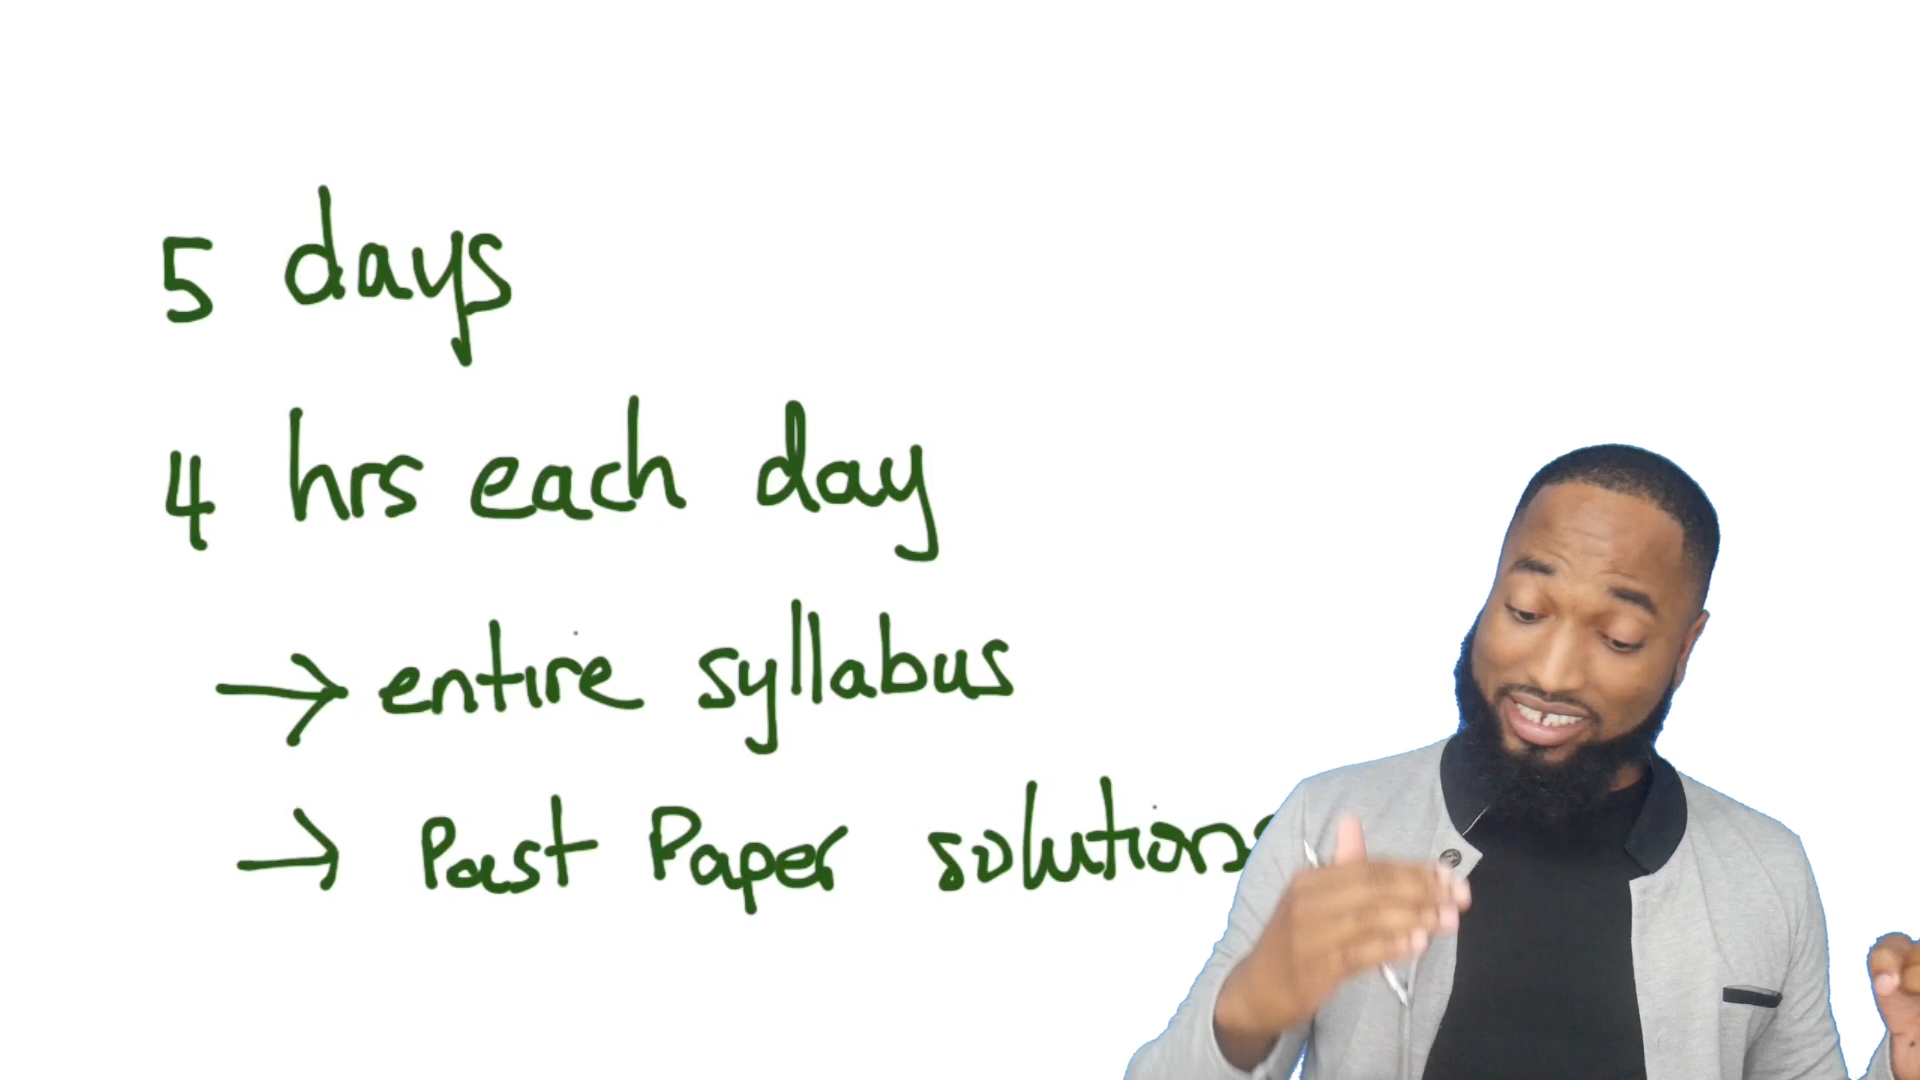 5 days
4 hrs each day
→ entire syllabus
→ Past Paper solutions